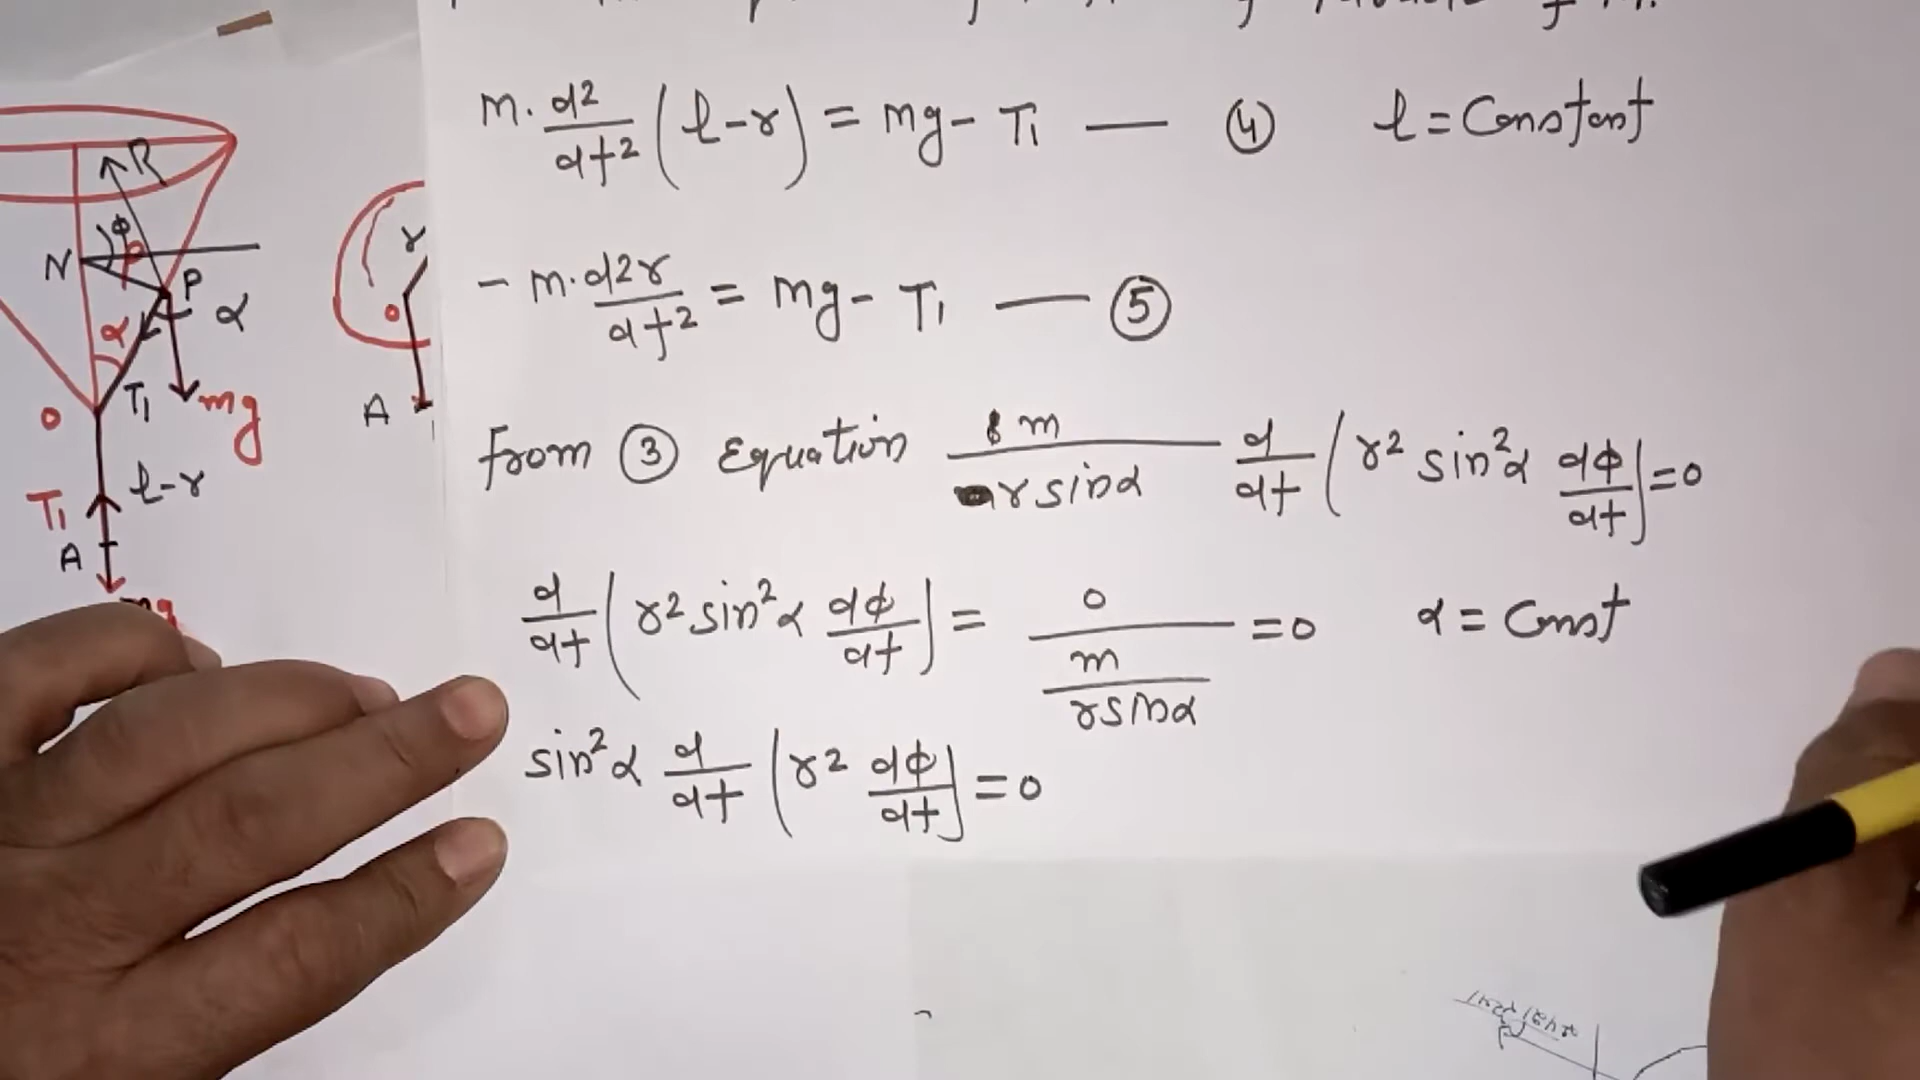 m. d²/dt² (l-r) = mg - T₁ — ④ l = Constant
- m. d2r/dt² = mg - T₁ — ⑤
From ③ Equation m/r sinα d/dt (r² sin²α dϕ/dt) = 0
d/dt (r² sin²α dϕ/dt) = 0/(m/r sinα) = 0 α = Const
sin²α d/dt (r² dϕ/dt) = 0
R
ϕ
N
P
α
α
T₁
mg
O
l-r
T₁
A
mg
r
O
A